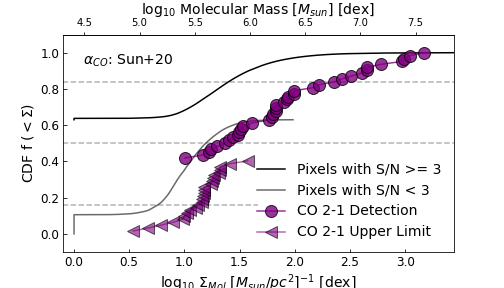 log10 Molecular Mass [Msun] [dex]
4.5 5.0 5.5 6.0 6.5 7.0 7.5
αCO: Sun+20
CDF f ( < Σ)
1.0
0.8
0.6
0.4
0.2
0.0
Pixels with S/N >= 3
Pixels with S/N < 3
CO 2-1 Detection
CO 2-1 Upper Limit
0.0 0.5 1.0 1.5 2.0 2.5 3.0
log10 ΣMol [Msun/pc²]⁻¹ [dex]